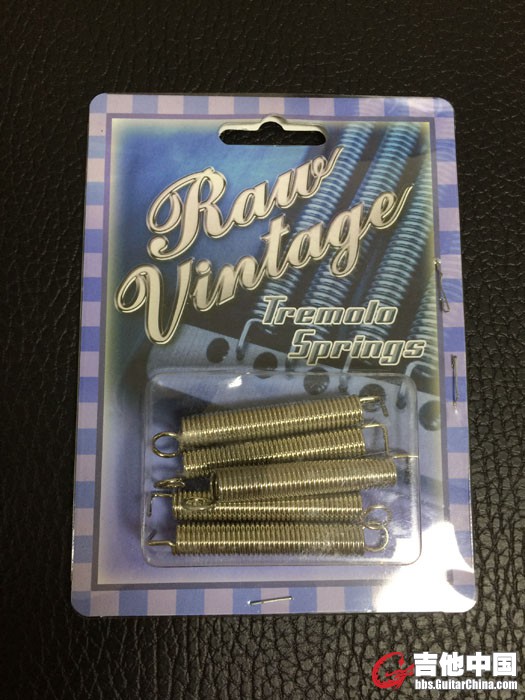 Raw
Vintage
Tremolo
Springs
吉他中国
bbs.GuitarChina.com